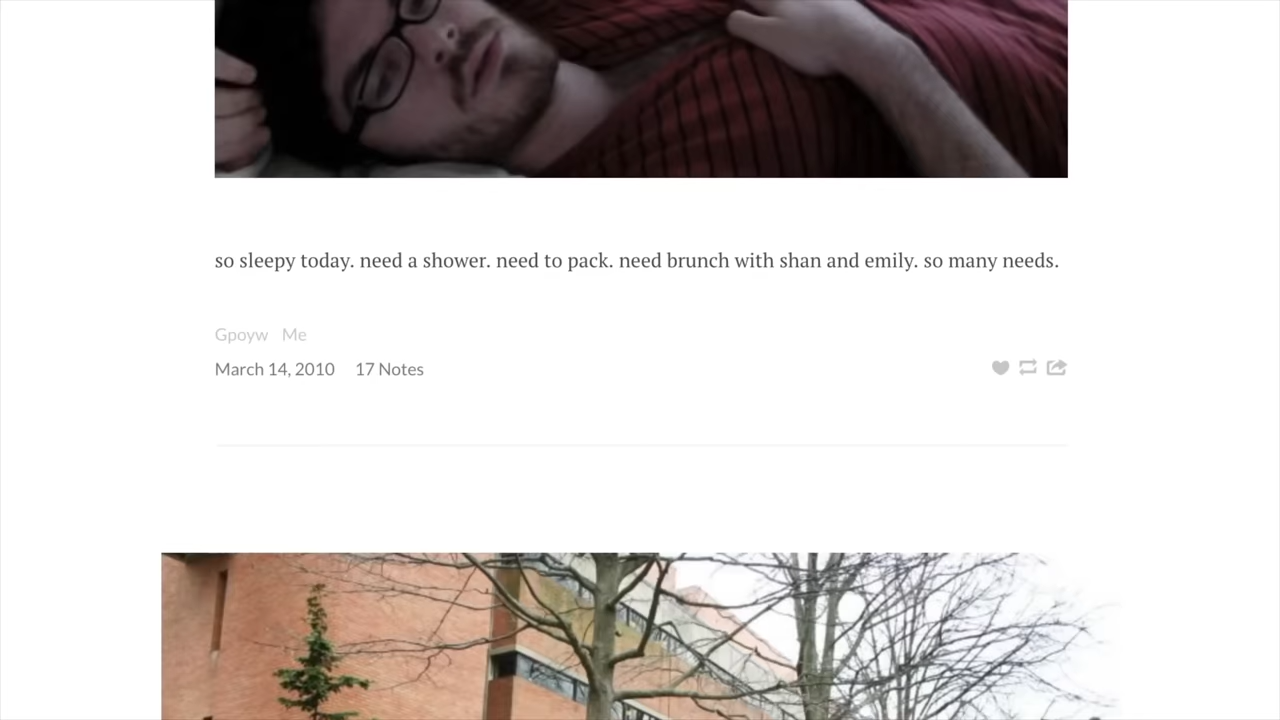 so sleepy today. need a shower. need to pack. need brunch with shan and emily. so many needs.
Gpoyw Me
March 14, 2010 17 Notes